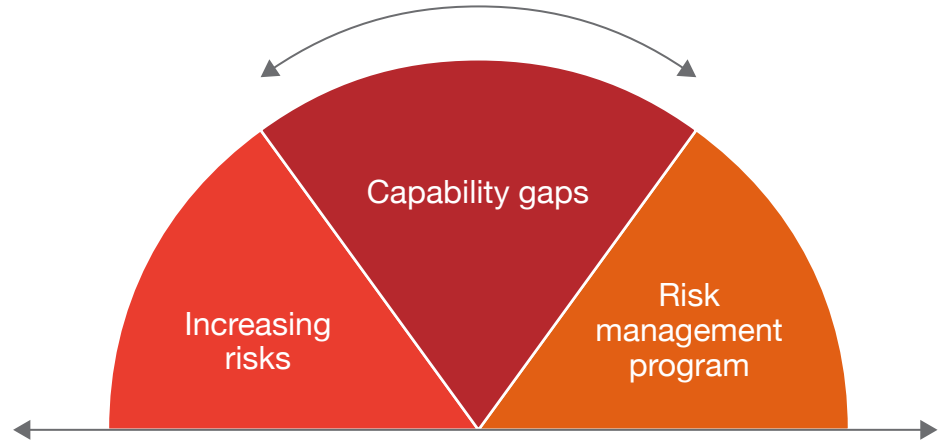 Capability gaps
Increasing
risks
Risk
management
program